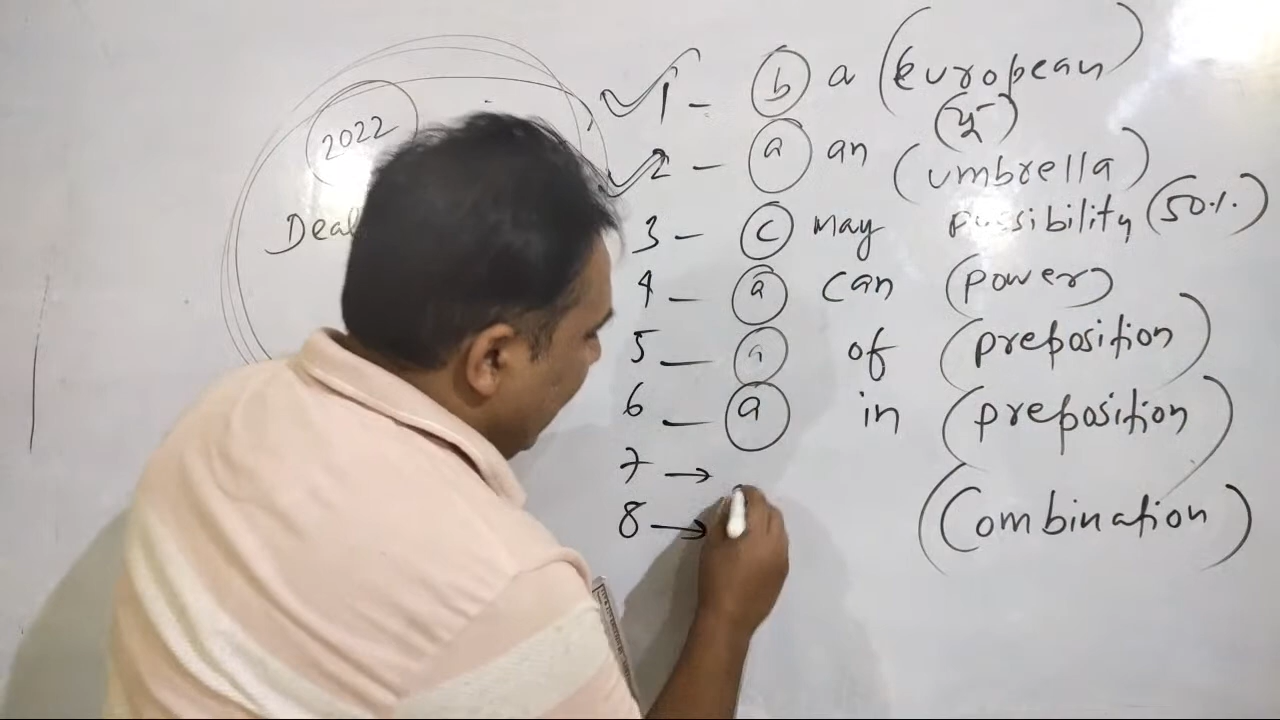 2022
1 - (b) a (European)
(यू)
2 - (a) an (umbrella)
3 - (c) may possibility (50%)
4 - (a) can (power)
5 - (a) of (preposition)
6 - (a) in (preposition)
7 →
8 → (Combination)